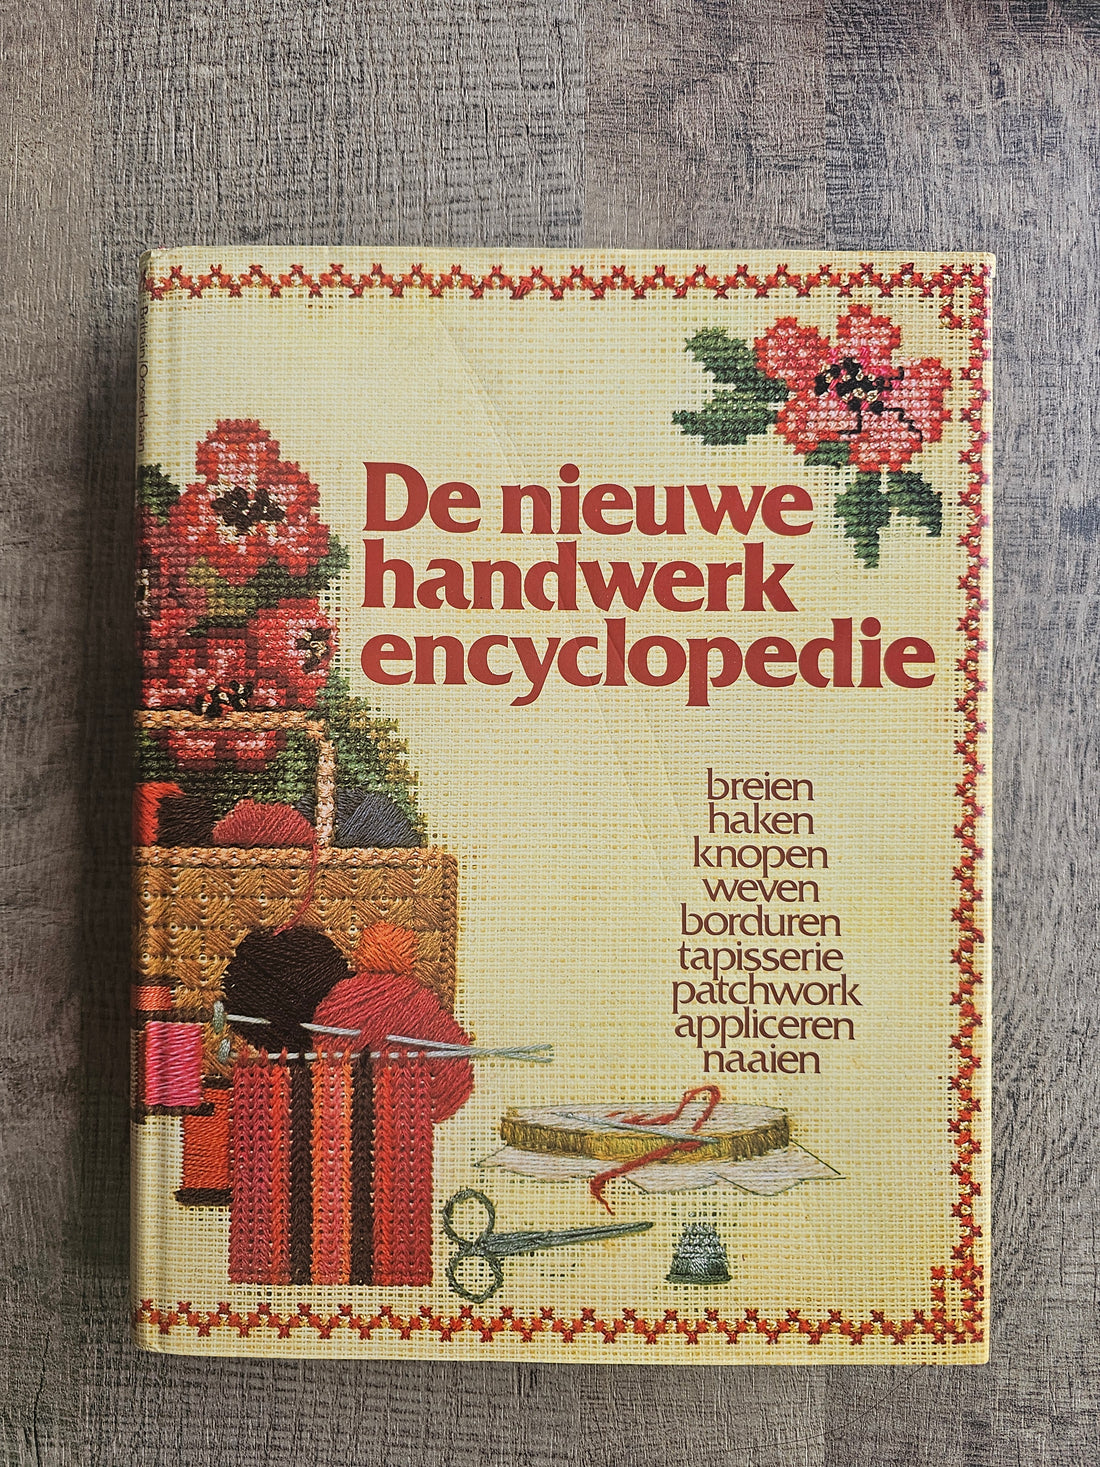 De nieuwe
handwerk
encyclopedie
breien
haken
knopen
weven
borduren
tapisserie
patchwork
appliceren
naaien